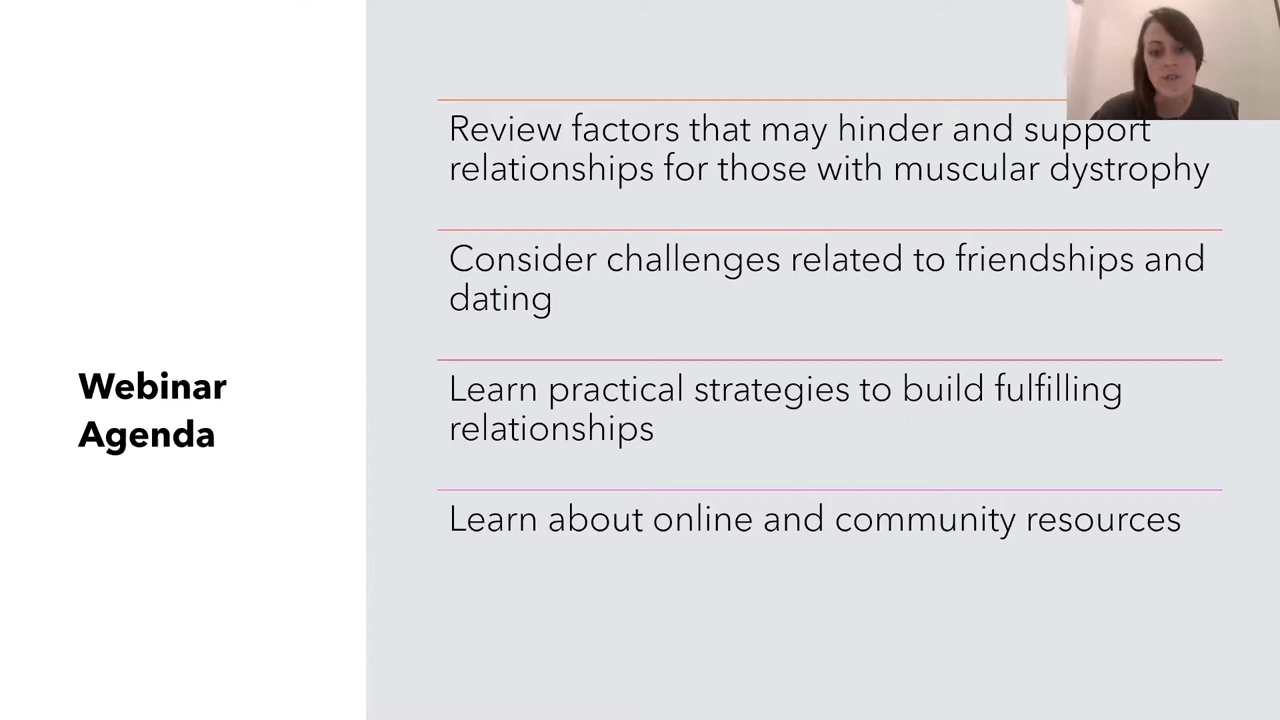 Webinar
Agenda
Review factors that may hinder and support
relationships for those with muscular dystrophy
Consider challenges related to friendships and
dating
Learn practical strategies to build fulfilling
relationships
Learn about online and community resources